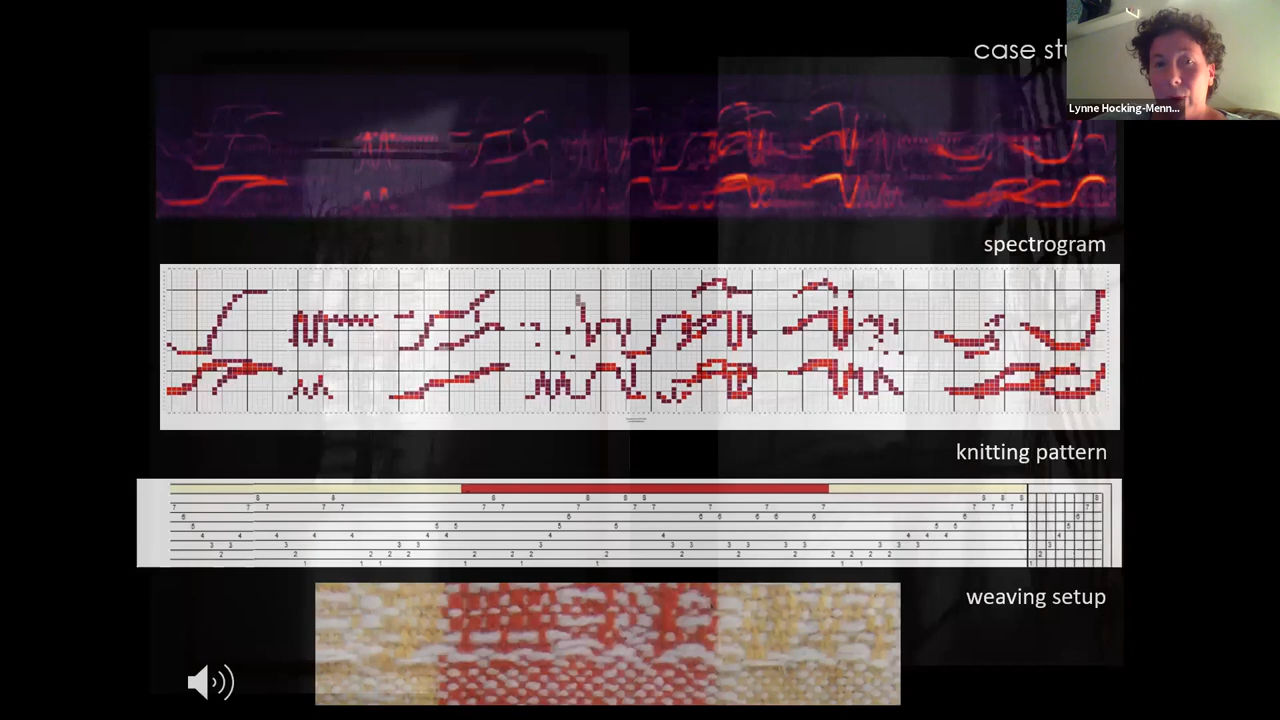 case stu
Lynne Hocking-Menn...
spectrogram
knitting pattern
weaving setup